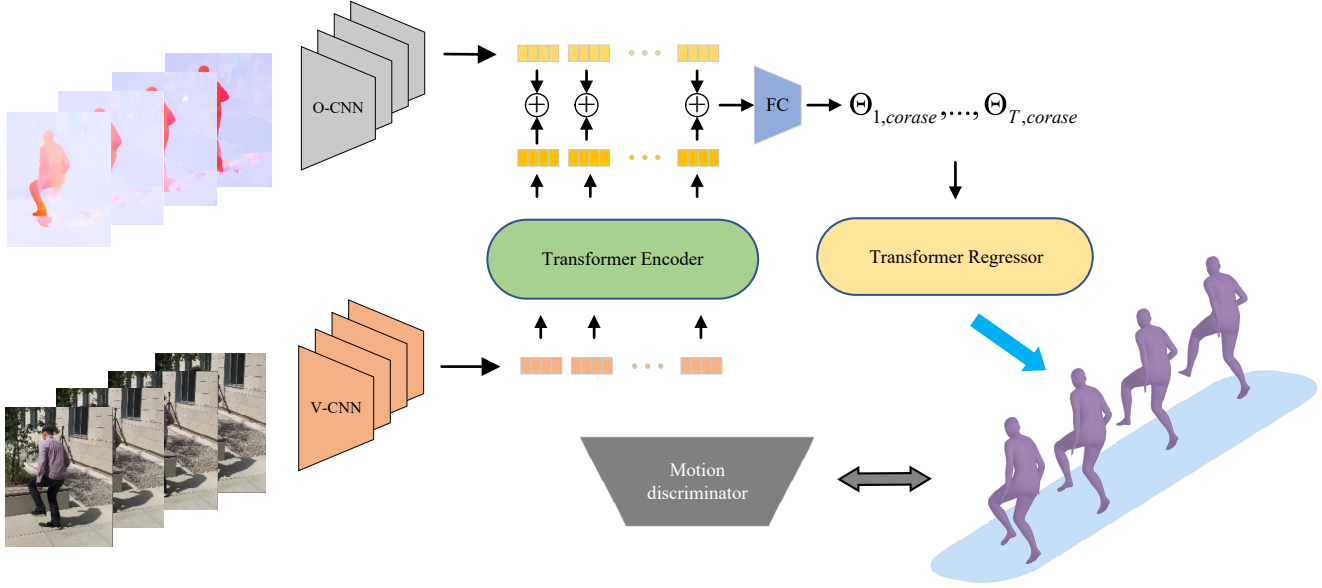 O-CNN
FC
Θ1,corase,...,ΘT,corase
Transformer Encoder
Transformer Regressor
V-CNN
Motion
discriminator